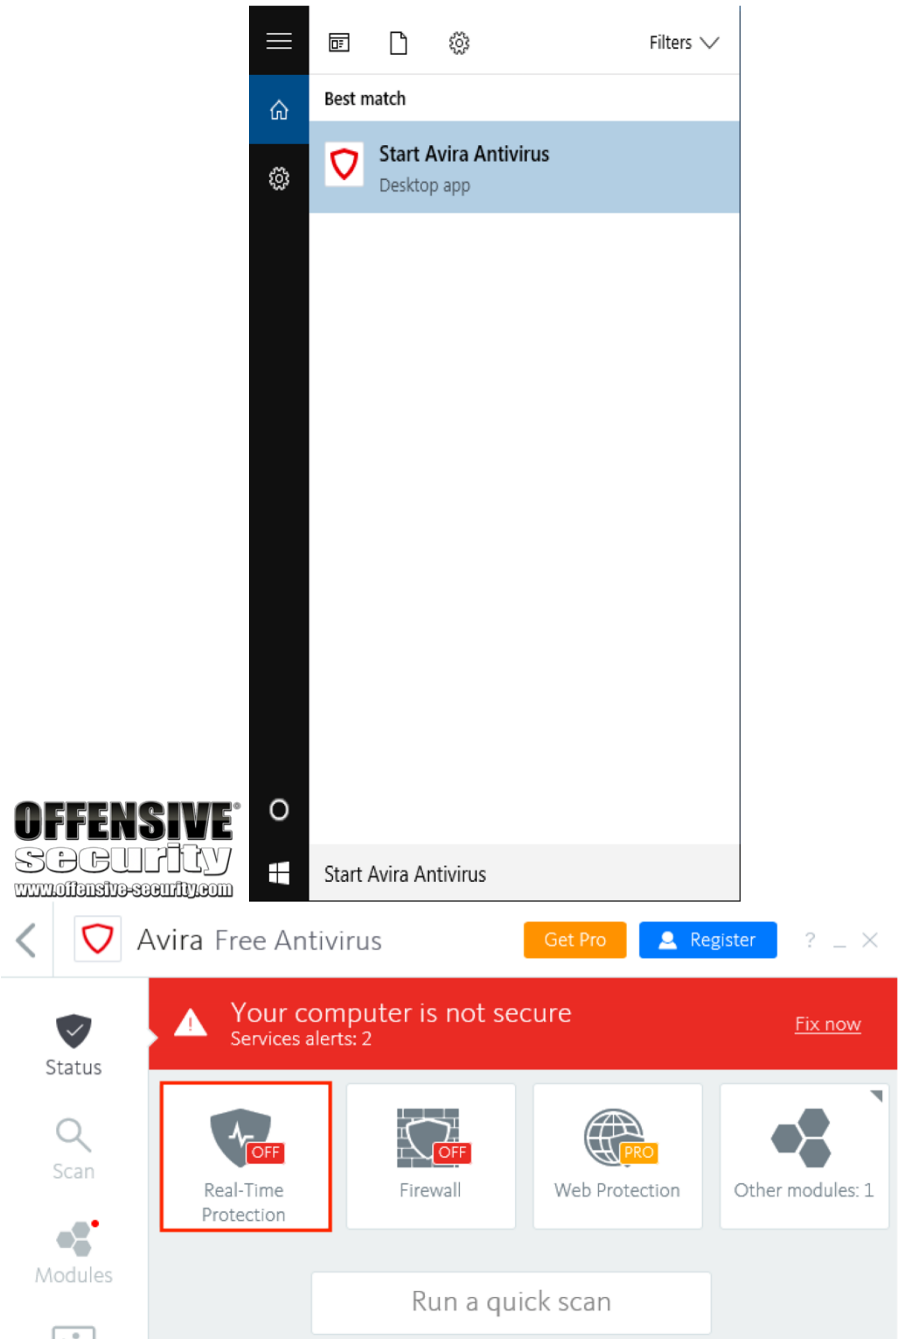 Filters
Best match
Start Avira Antivirus
Desktop app
OFFENSIVE®
security
www.offensive-security.com
Start Avira Antivirus
Avira Free Antivirus
Get Pro
Register
?
Your computer is not secure
Services alerts: 2
Fix now
Status
Scan
Modules
OFF
Real-Time
Protection
OFF
Firewall
PRO
Web Protection
Other modules: 1
Run a quick scan